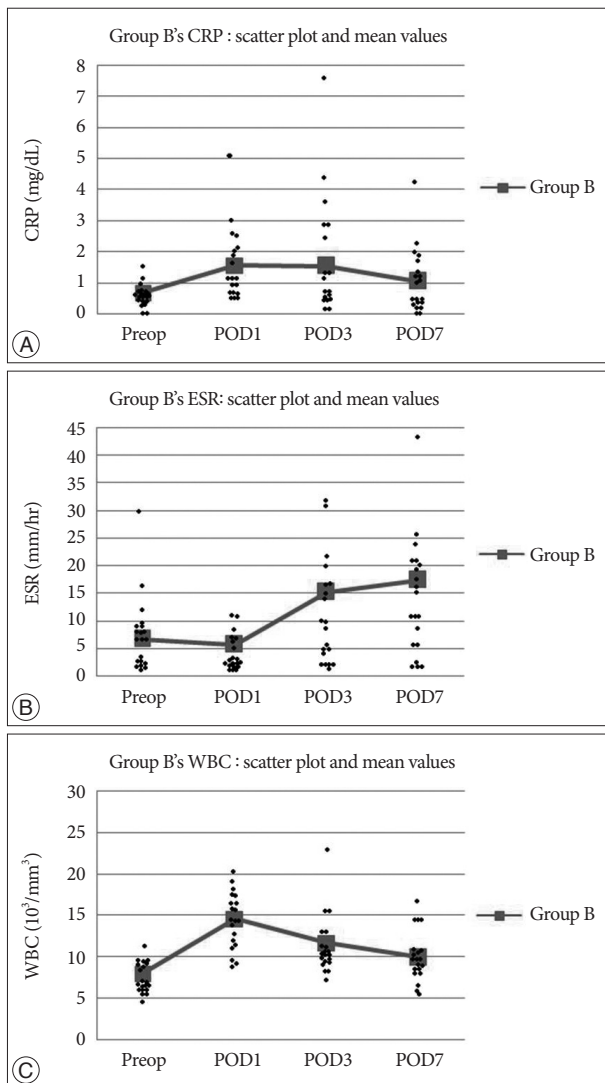 Group B's CRP : scatter plot and mean values
8
7
6
5
4
3
2
1
0
CRP (mg/dL)
Preop POD1 POD3 POD7
Group B
A
Group B's ESR: scatter plot and mean values
45
40
35
30
25
20
15
10
5
0
ESR (mm/hr)
Preop POD1 POD3 POD7
Group B
B
Group B's WBC : scatter plot and mean values
30
25
20
15
10
5
0
WBC (10³/mm³)
Preop POD1 POD3 POD7
Group B
C